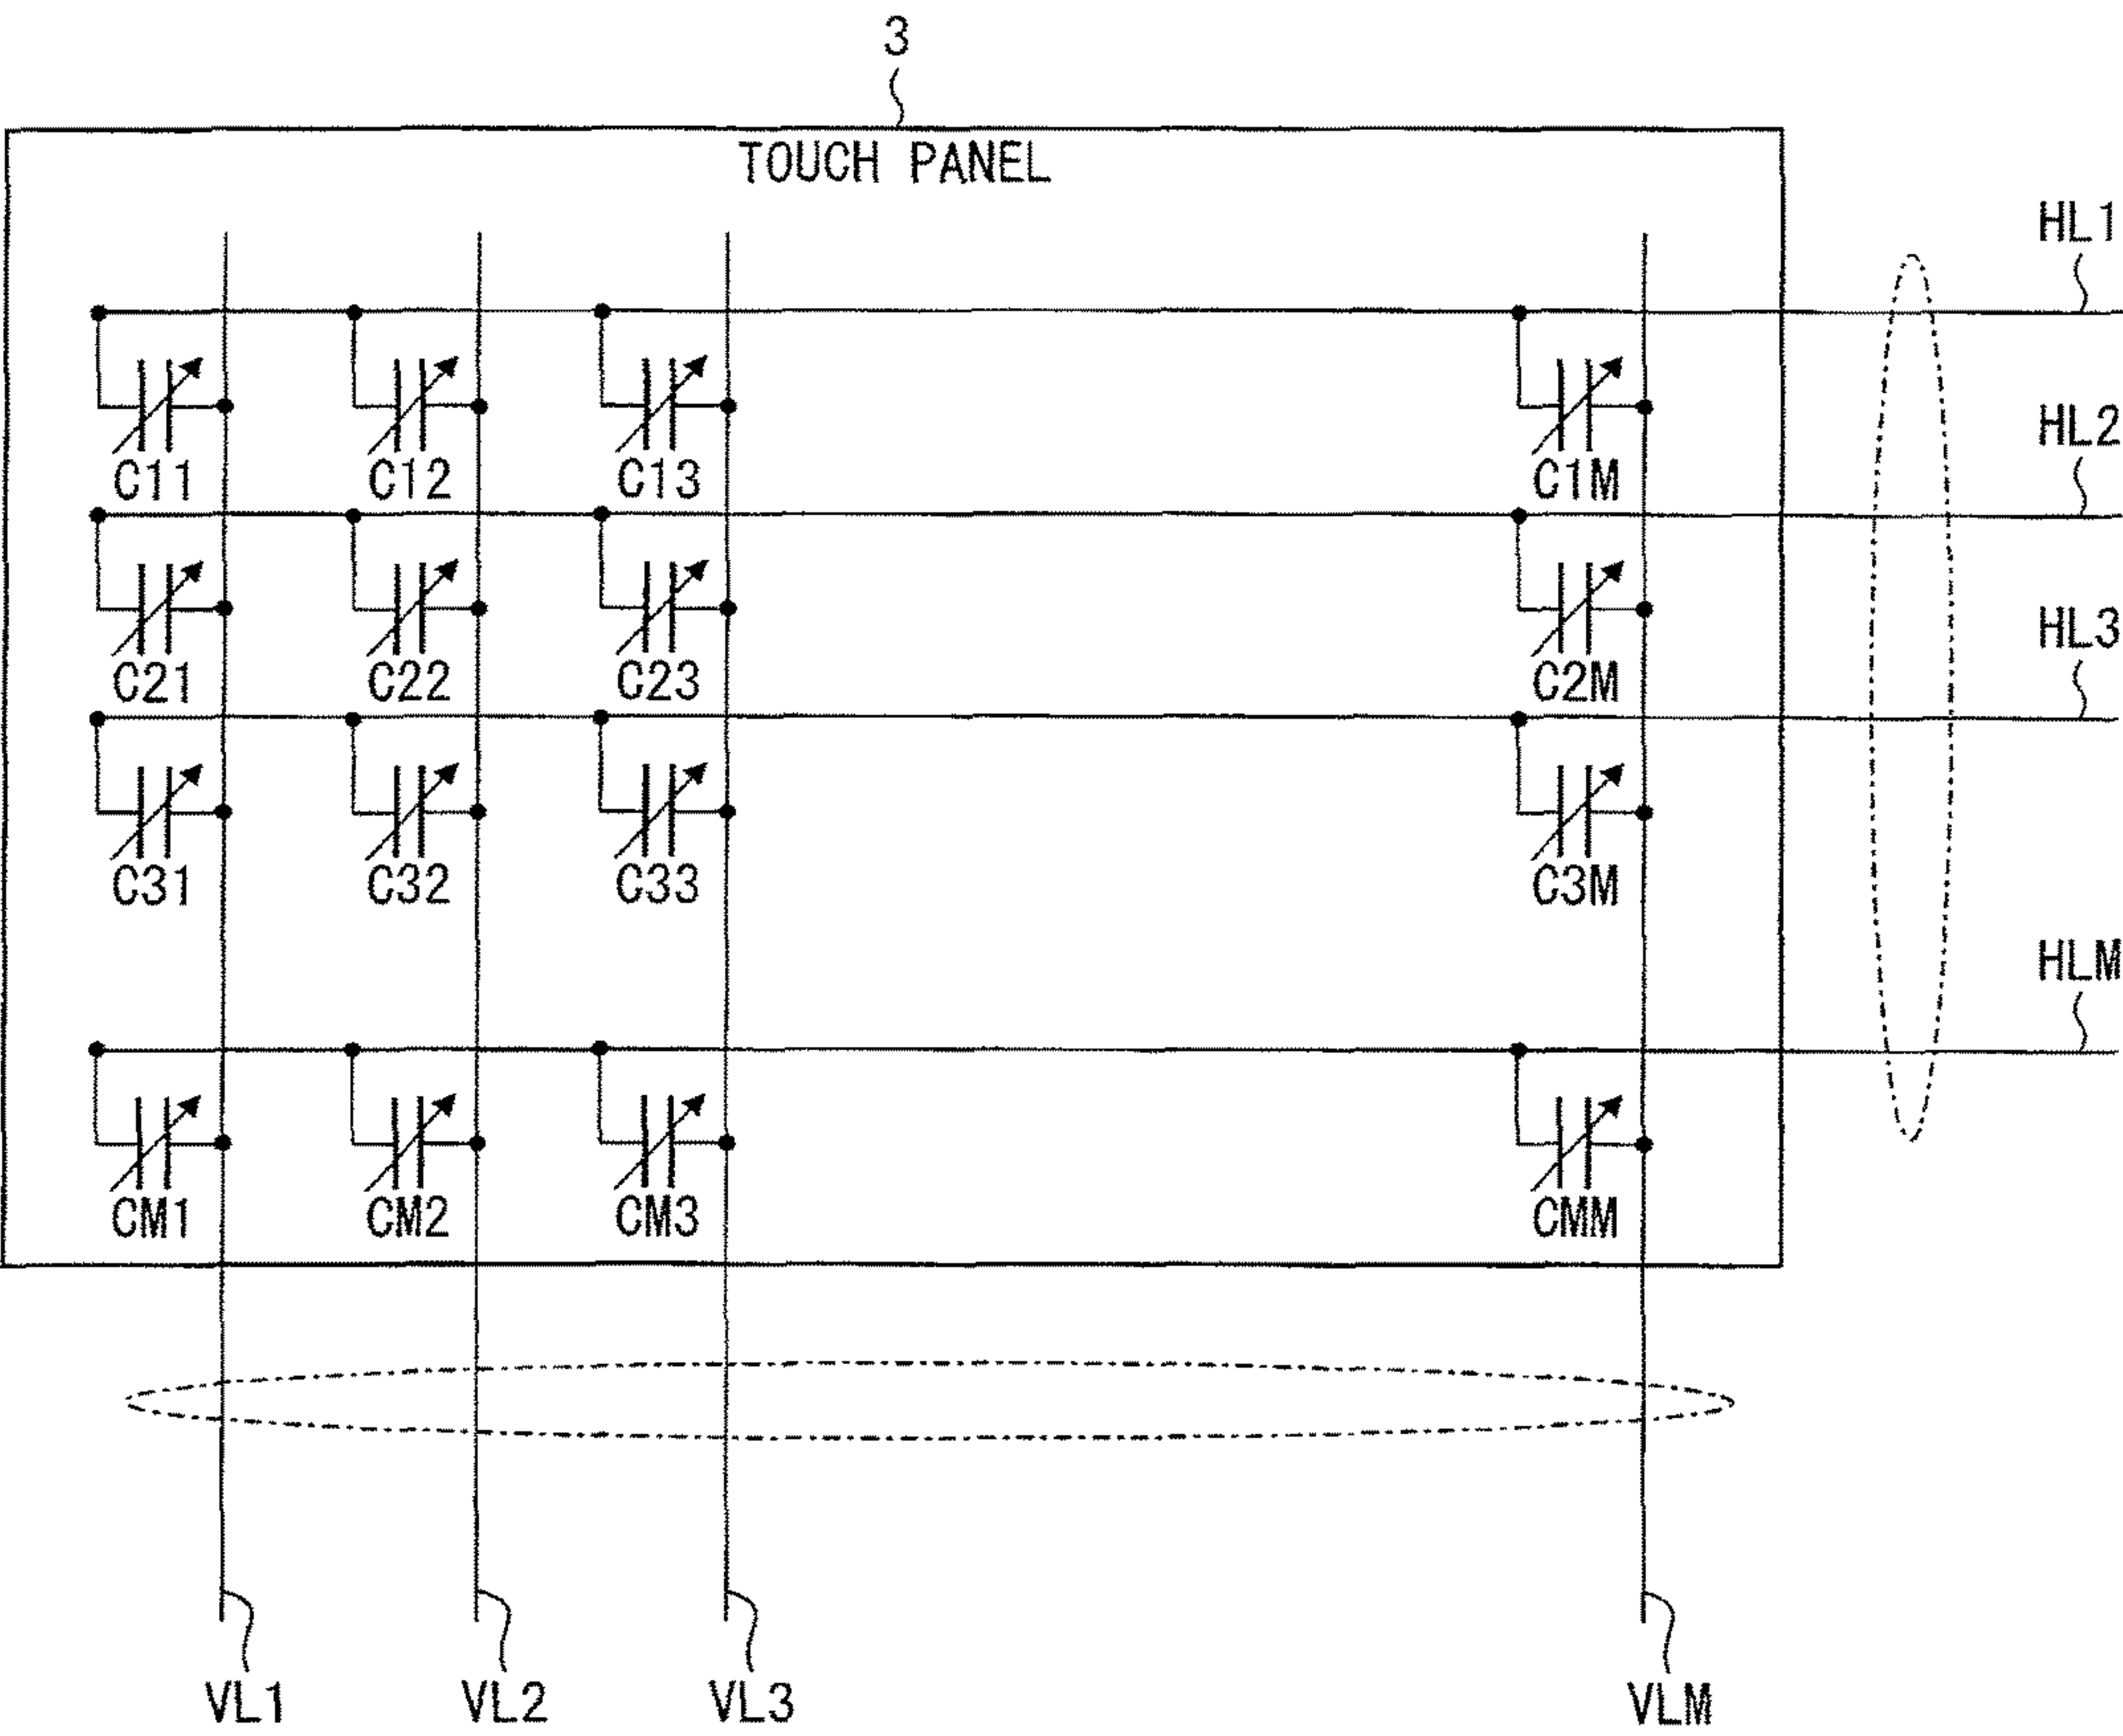 3
TOUCH PANEL
HL1
C11 C12 C13 C1M
HL2
C21 C22 C23 C2M
HL3
C31 C32 C33 C3M
HLM
CM1 CM2 CM3 CMM
VL1 VL2 VL3 VLM